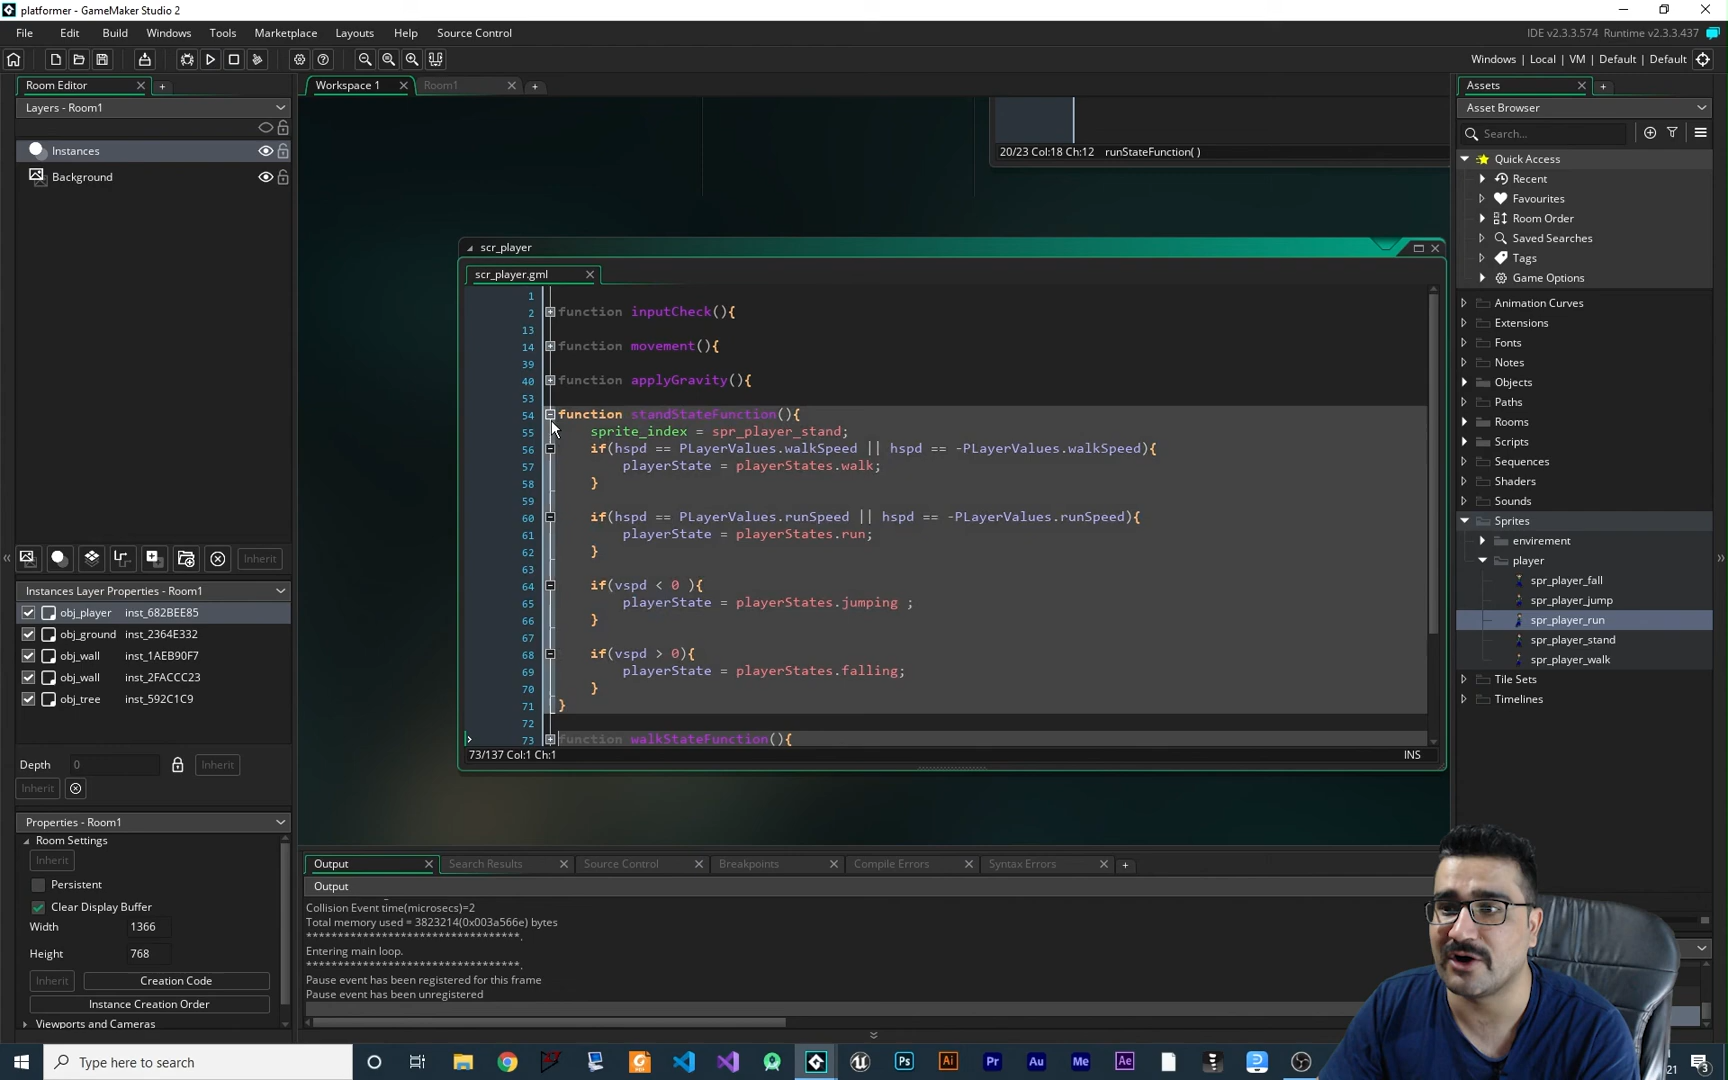 platformer - GameMaker Studio 2
File Edit Build Windows Tools Marketplace Layouts Help Source Control
IDE v2.3.3.574 Runtime v2.3.3.437
Windows | Local | VM | Default | Default
Room Editor
Workspace 1
Room1
Assets
Layers - Room1
Asset Browser
Search...
Instances
Background
20/23 Col:18 Ch:12 runStateFunction( )
Quick Access
Recent
Favourites
Room Order
Saved Searches
Tags
Game Options
Animation Curves
Extensions
Fonts
Notes
Objects
Paths
Rooms
Scripts
Sequences
Shaders
Sounds
Sprites
envirement
player
spr_player_fall
spr_player_jump
spr_player_run
spr_player_stand
spr_player_walk
Tile Sets
Timelines
scr_player
scr_player.gml
1
2 function inputCheck(){
13
14 function movement(){
39
40 function applyGravity(){
53
54 function standStateFunction(){
55 sprite_index = spr_player_stand;
56 if(hspd == PLayerValues.walkSpeed || hspd == -PLayerValues.walkSpeed){
57 playerState = playerStates.walk;
58 }
59
60 if(hspd == PLayerValues.runSpeed || hspd == -PLayerValues.runSpeed){
61 playerState = playerStates.run;
62 }
63
64 if(vspd < 0 ){
65 playerState = playerStates.jumping ;
66 }
67
68 if(vspd > 0){
69 playerState = playerStates.falling;
70 }
71 }
72
73 function walkStateFunction(){
73/137 Col:1 Ch:1
INS
Inherit
Instances Layer Properties - Room1
obj_player inst_682BEE85
obj_ground inst_2364E332
obj_wall inst_1AEB90F7
obj_wall inst_2FACCC23
obj_tree inst_592C1C9
Depth 0 Inherit
Inherit
Properties - Room1
Room Settings
Inherit
Persistent
Clear Display Buffer
Width 1366
Height 768
Inherit Creation Code
Instance Creation Order
Viewports and Cameras
Output Search Results Source Control Breakpoints Compile Errors Syntax Errors
Output
Collision Event time(microsecs)=2
Total memory used = 3823214(0x003a566e) bytes
**********************************.
Entering main loop.
**********************************.
Pause event has been registered for this frame
Pause event has been unregistered
Type here to search
Ps Ai Pr Au Me Ae
21
3